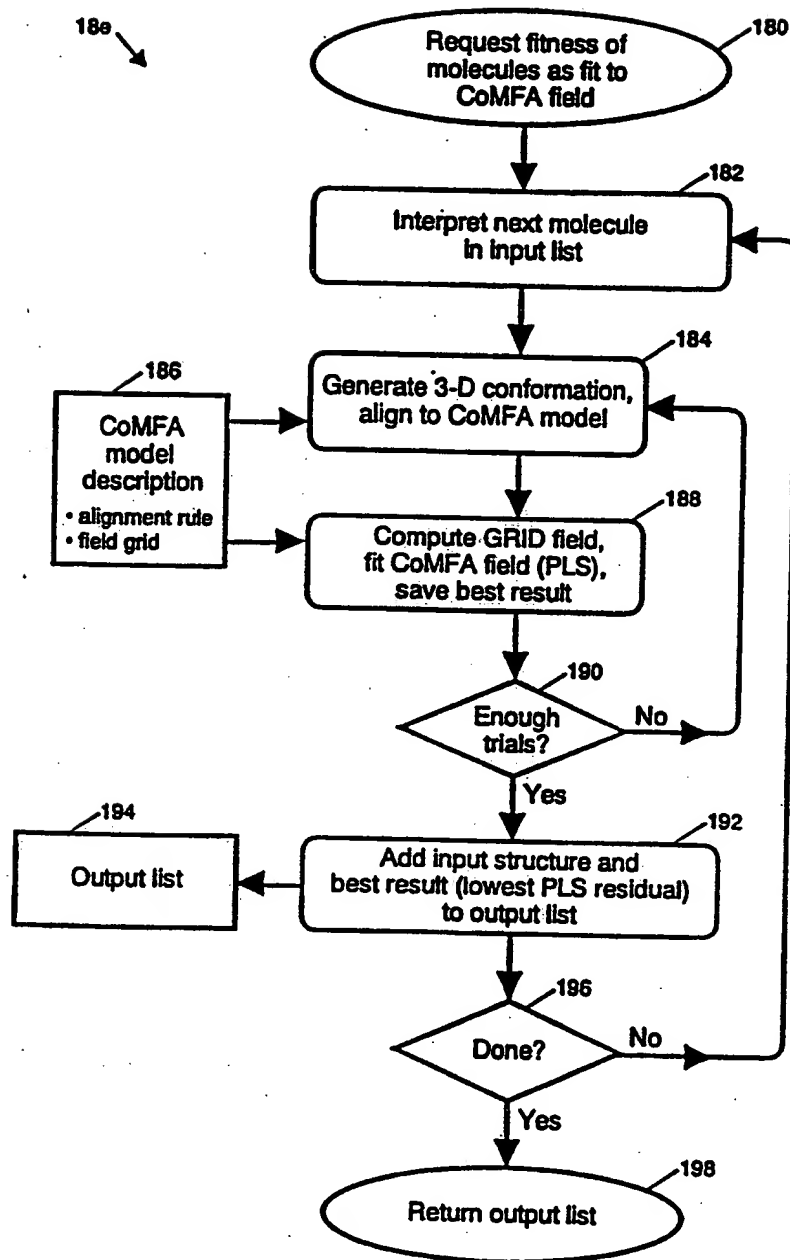 18e
180
Request fitness of
molecules as fit to
CoMFA field
182
Interpret next molecule
in input list
184
Generate 3-D conformation,
align to CoMFA model
186
CoMFA
model
description
• alignment rule
• field grid
188
Compute GRID field,
fit CoMFA field (PLS),
save best result
190
Enough
trials?
No
Yes
192
Add input structure and
best result (lowest PLS residual)
to output list
194
Output list
196
Done?
No
Yes
198
Return output list